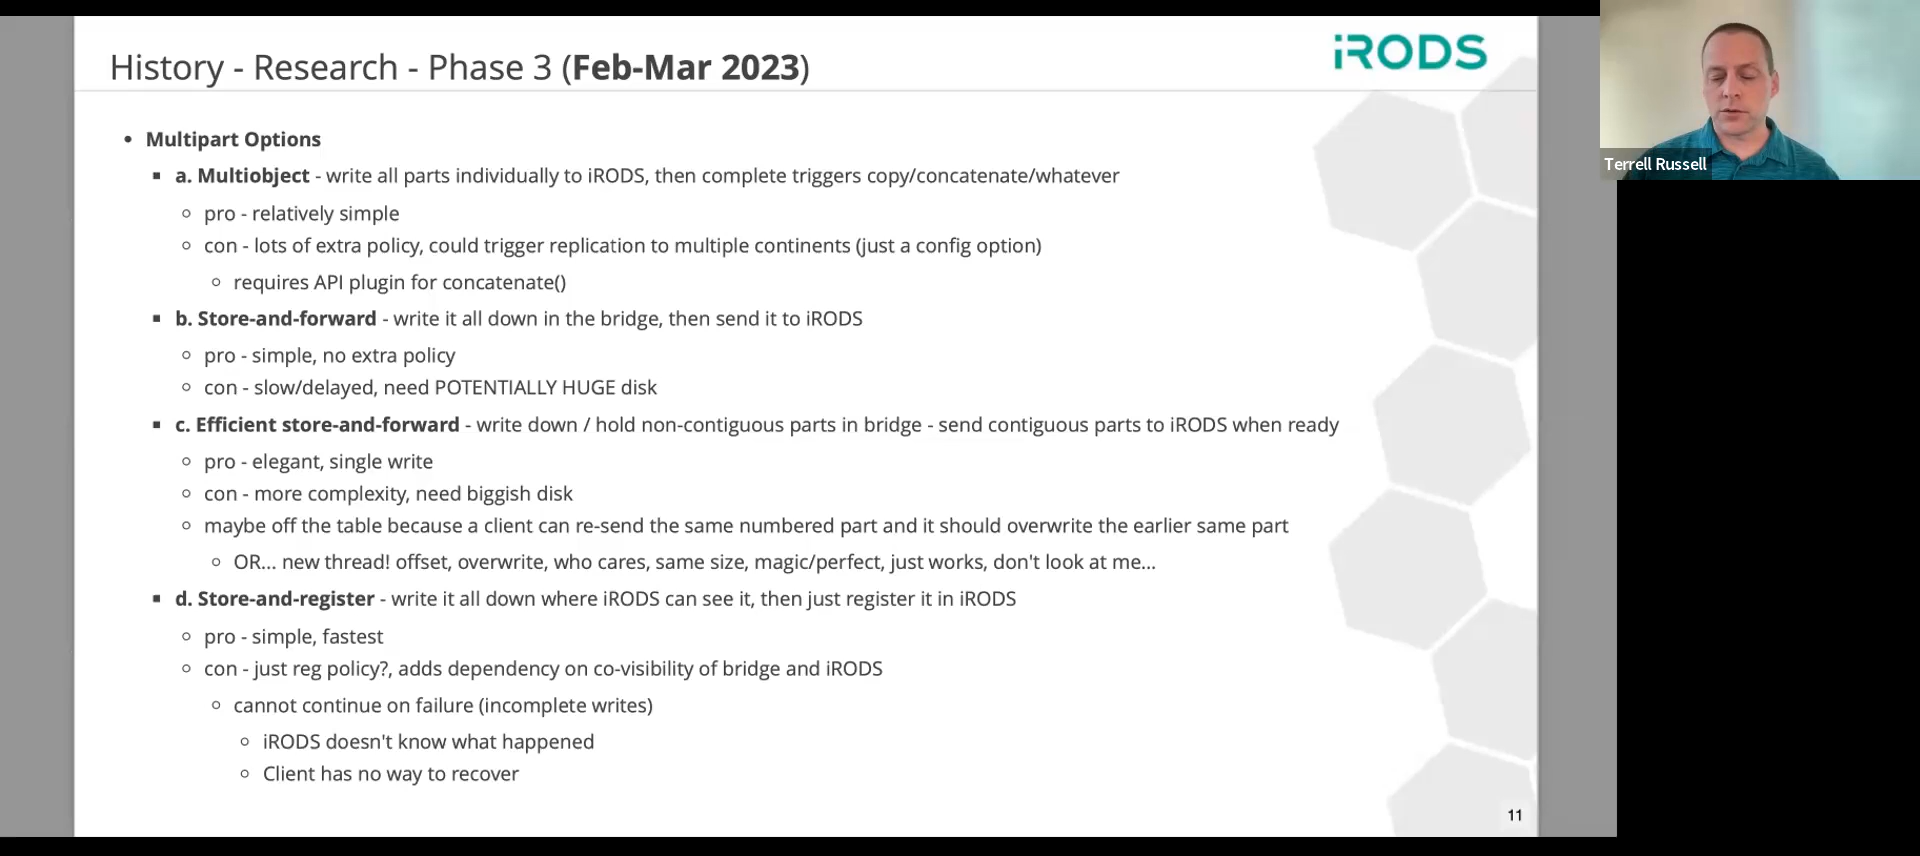 History - Research - Phase 3 (Feb-Mar 2023)
iRODS
Terrell Russell
• Multipart Options
▪ a. Multiobject - write all parts individually to iRODS, then complete triggers copy/concatenate/whatever
○ pro - relatively simple
○ con - lots of extra policy, could trigger replication to multiple continents (just a config option)
○ requires API plugin for concatenate()
▪ b. Store-and-forward - write it all down in the bridge, then send it to iRODS
○ pro - simple, no extra policy
○ con - slow/delayed, need POTENTIALLY HUGE disk
▪ c. Efficient store-and-forward - write down / hold non-contiguous parts in bridge - send contiguous parts to iRODS when ready
○ pro - elegant, single write
○ con - more complexity, need biggish disk
○ maybe off the table because a client can re-send the same numbered part and it should overwrite the earlier same part
○ OR... new thread! offset, overwrite, who cares, same size, magic/perfect, just works, don't look at me...
▪ d. Store-and-register - write it all down where iRODS can see it, then just register it in iRODS
○ pro - simple, fastest
○ con - just reg policy?, adds dependency on co-visibility of bridge and iRODS
○ cannot continue on failure (incomplete writes)
○ iRODS doesn't know what happened
○ Client has no way to recover
11